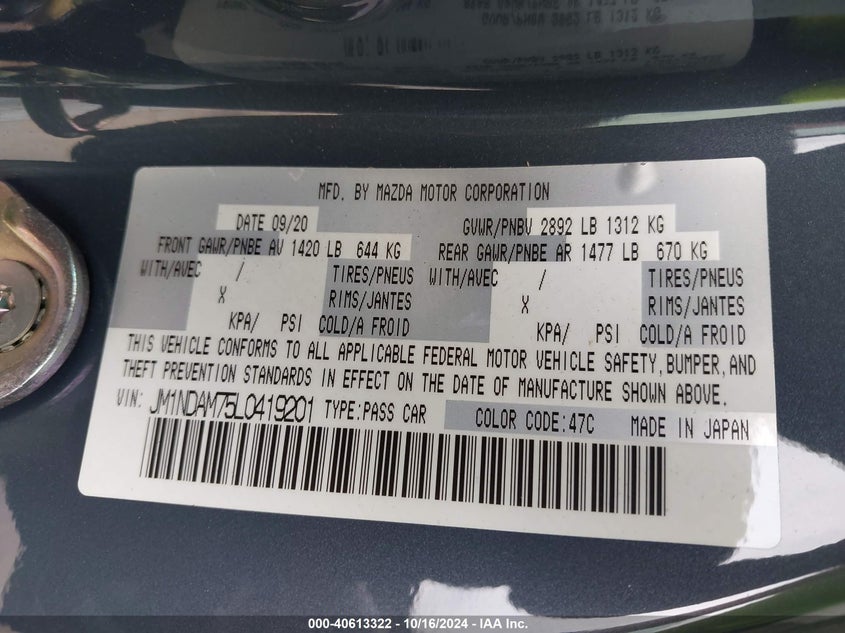 MFD. BY MAZDA MOTOR CORPORATION
DATE 09/20 GVWR/PNBV 2892 LB 1312 KG
FRONT GAWR/PNBE AV 1420 LB 644 KG REAR GAWR/PNBE AR 1477 LB 670 KG
WITH/AVEC / TIRES/PNEUS WITH/AVEC / TIRES/PNEUS
X RIMS/JANTES X RIMS/JANTES
KPA/ PSI COLD/A FROID KPA/ PSI COLD/A FROID
THIS VEHICLE CONFORMS TO ALL APPLICABLE FEDERAL MOTOR VEHICLE SAFETY, BUMPER, AND
THEFT PREVENTION STANDARDS IN EFFECT ON THE DATE OF MANUFACTURE SHOWN ABOVE.
VIN: JM1NDAM75L0419201 TYPE:PASS CAR COLOR CODE:47C MADE IN JAPAN
000-40613322 - 10/16/2024 - IAA Inc.